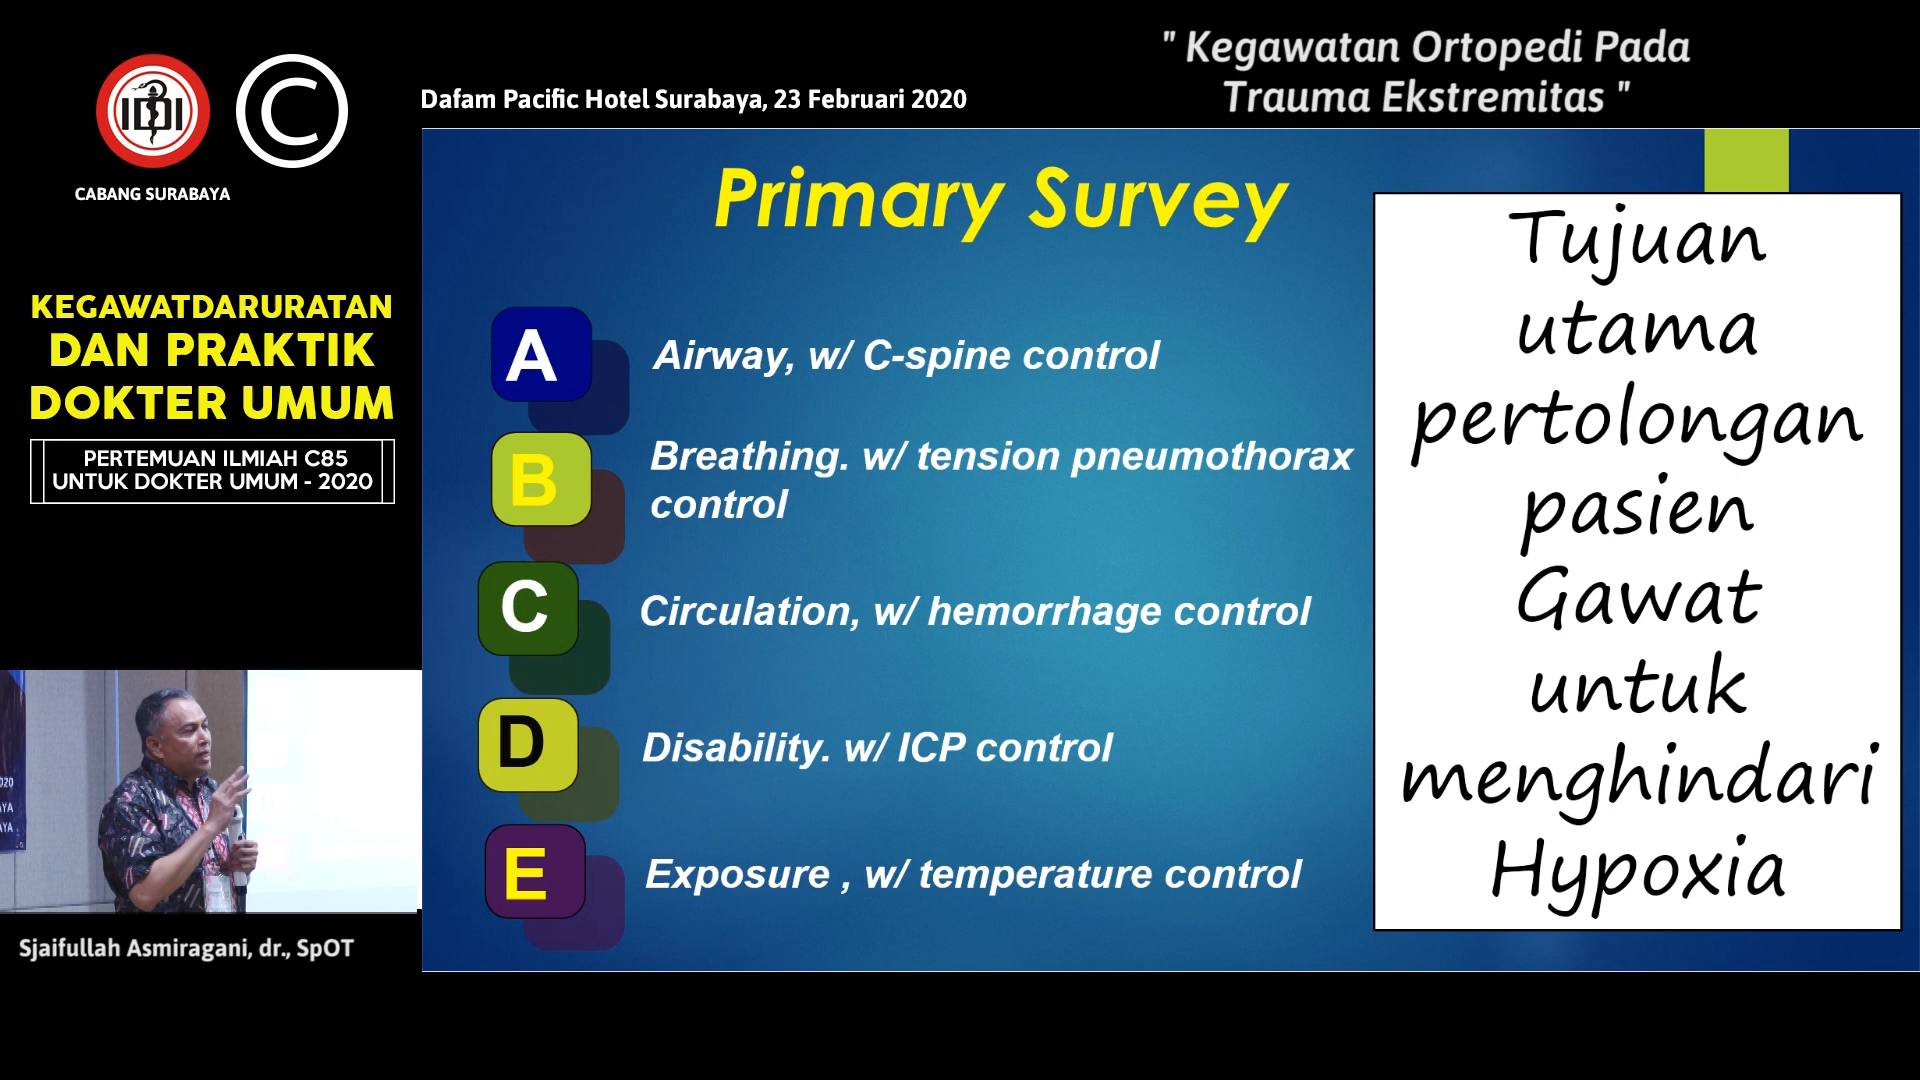 IDI
C
CABANG SURABAYA
Dafam Pacific Hotel Surabaya, 23 Februari 2020
" Kegawatan Ortopedi Pada
Trauma Ekstremitas "
KEGAWATDARURATAN
DAN PRAKTIK
DOKTER UMUM
PERTEMUAN ILMIAH C85
UNTUK DOKTER UMUM - 2020
Primary Survey
A Airway, w/ C-spine control
B Breathing. w/ tension pneumothorax
control
C Circulation, w/ hemorrhage control
D Disability. w/ ICP control
E Exposure , w/ temperature control
Tujuan
utama
pertolongan
pasien
Gawat
untuk
menghindari
Hypoxia
Sjaifullah Asmiragani, dr., SpOT